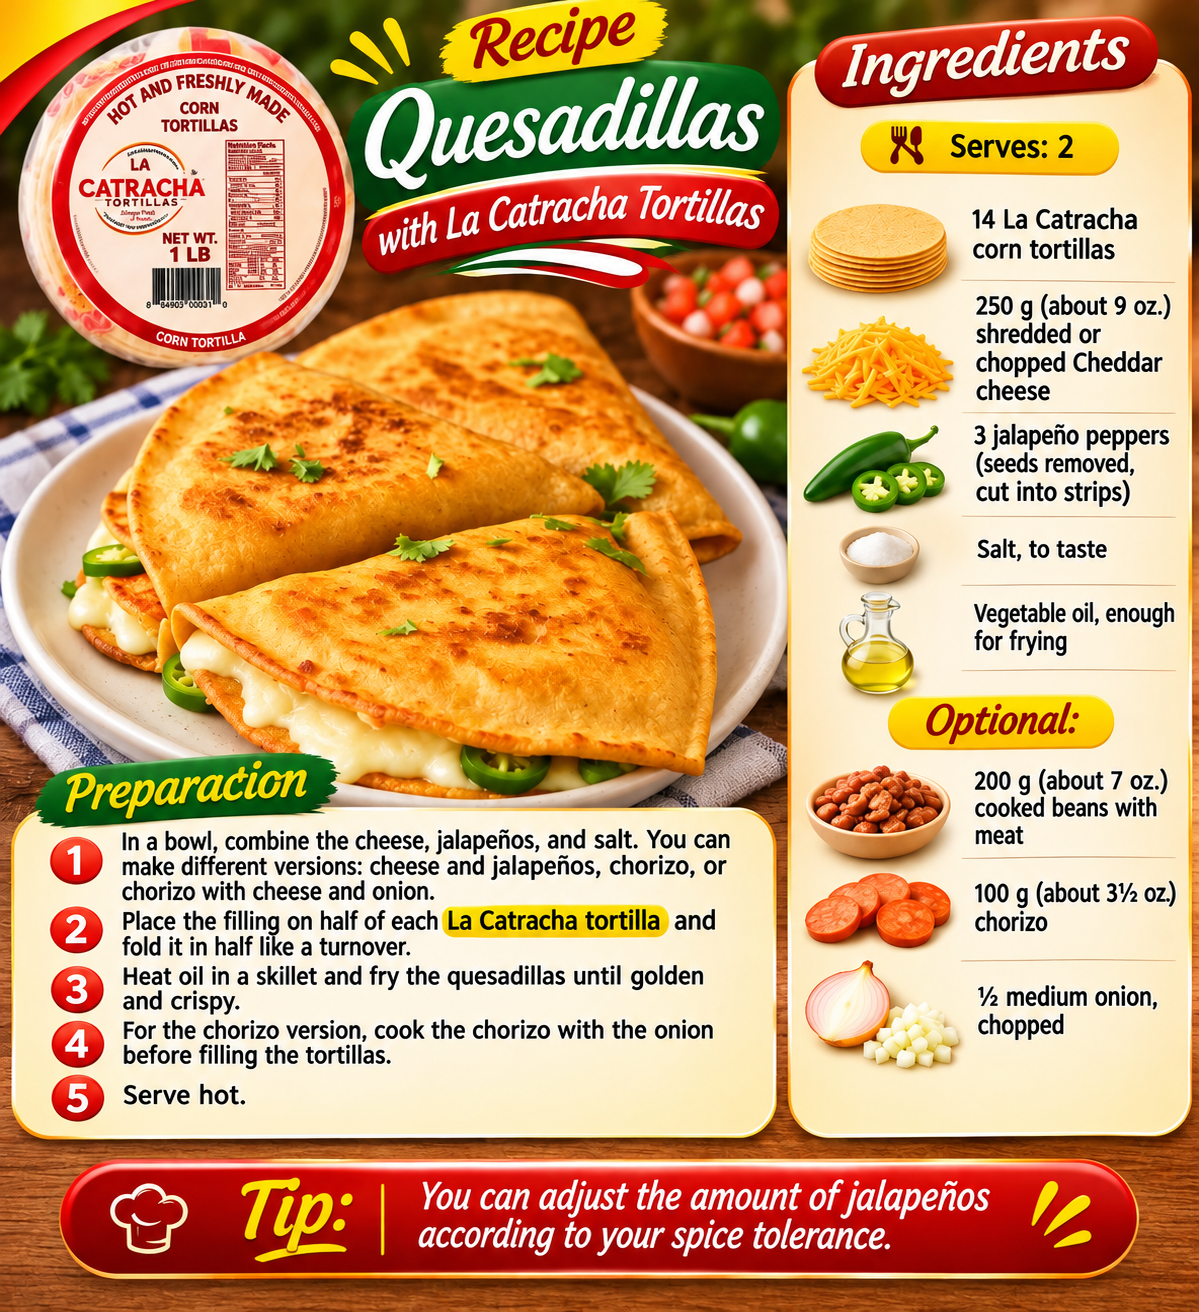 HOT AND FRESHLY MADE
CORN
TORTILLAS
Nutrition Facts
LA
CATRACHA
TORTILLAS
NET WT.
1 LB
8 84905 00031 0
CORN TORTILLA
Recipe
Quesadillas
with La Catracha Tortillas
Ingredients
Serves: 2
14 La Catracha
corn tortillas
250 g (about 9 oz.)
shredded or
chopped Cheddar
cheese
3 jalapeño peppers
(seeds removed,
cut into strips)
Salt, to taste
Vegetable oil, enough
for frying
Optional:
200 g (about 7 oz.)
cooked beans with
meat
100 g (about 3½ oz.)
chorizo
½ medium onion,
chopped
Preparacion
1 In a bowl, combine the cheese, jalapeños, and salt. You can
make different versions: cheese and jalapeños, chorizo, or
chorizo with cheese and onion.
2 Place the filling on half of each La Catracha tortilla and
fold it in half like a turnover.
3 Heat oil in a skillet and fry the quesadillas until golden
and crispy.
4 For the chorizo version, cook the chorizo with the onion
before filling the tortillas.
5 Serve hot.
Tip:
You can adjust the amount of jalapeños
according to your spice tolerance.